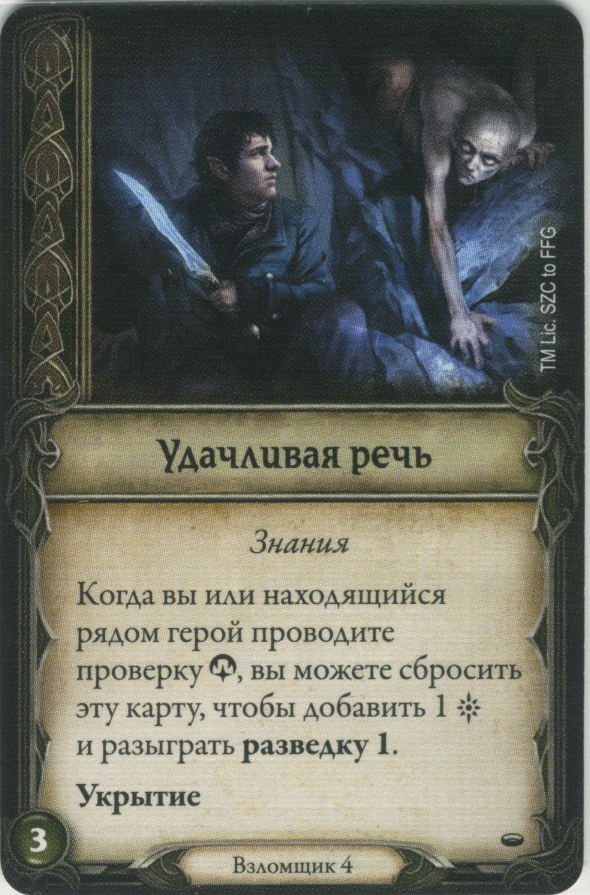 TM Lic. SZC to FFG
Удачливая речь
Знания
Когда вы или находящийся
рядом герой проводите
проверку , вы можете сбросить
эту карту, чтобы добавить 1
и разыграть разведку 1.
Укрытие
3
Взломщик 4